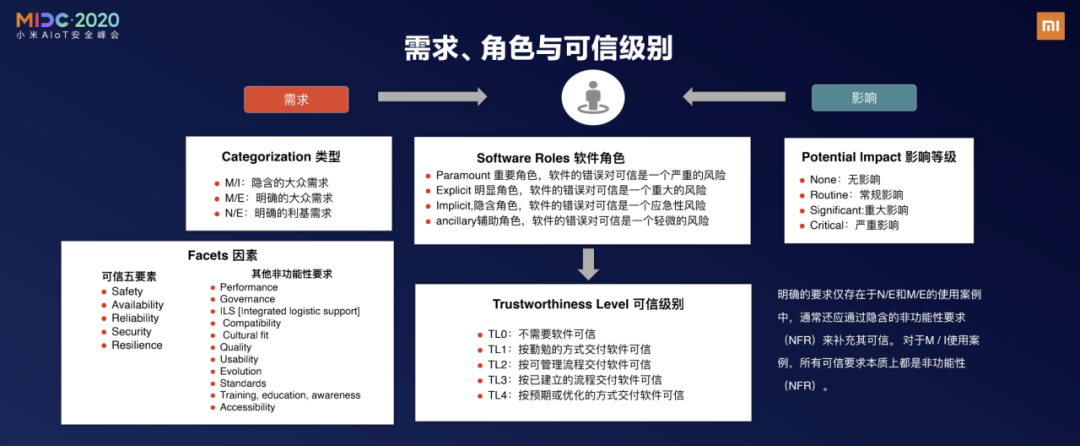 MIDC·2020
小米AIoT安全峰会
MI
需求、角色与可信级别
需求
影响
Categorization 类型
M/I：隐含的大众需求
M/E：明确的大众需求
N/E：明确的利基需求
Software Roles 软件角色
Paramount 重要角色，软件的错误对可信是一个严重的风险
Explicit 明显角色，软件的错误对可信是一个重大的风险
Implicit,隐含角色，软件的错误对可信是一个应急性风险
ancillary辅助角色，软件的错误对可信是一个轻微的风险
Potential Impact 影响等级
None：无影响
Routine：常规影响
Significant:重大影响
Critical：严重影响
Facets 因素
可信五要素
Safety
Availability
Reliability
Security
Resilience
其他非功能性要求
Performance
Governance
ILS [Integrated logistic support]
Compatibility
Cultural fit
Quality
Usability
Evolution
Standards
Training, education, awareness
Accessibility
Trustworthiness Level 可信级别
TL0：不需要软件可信
TL1：按勤勉的方式交付软件可信
TL2：按可管理流程交付软件可信
TL3：按已建立的流程交付软件可信
TL4：按预期或优化的方式交付软件可信
明确的要求仅存在于N/E和M/E的使用案
例中，通常还应通过隐含的非功能性要求
（NFR）来补充其可信。对于M / I使用案
例，所有可信要求本质上都是非功能性
（NFR）。